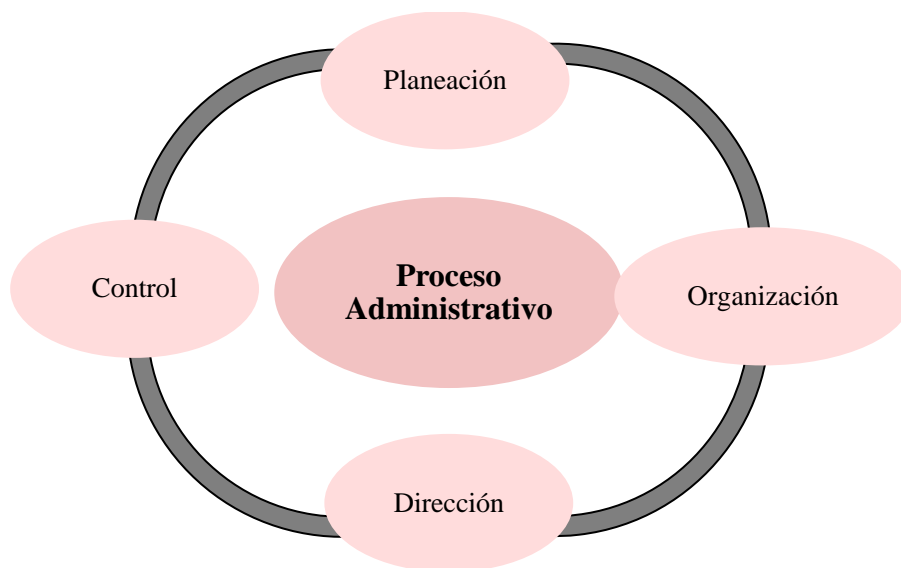 Planeación
Control
Proceso
Administrativo
Organización
Dirección